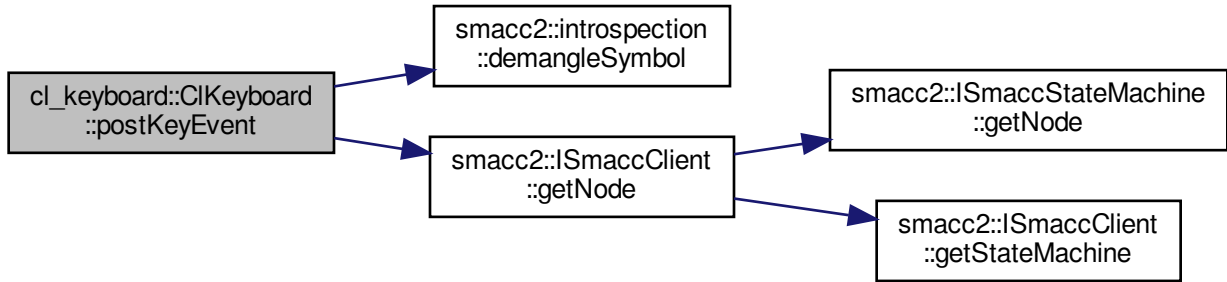 cl_keyboard::ClKeyboard
::postKeyEvent
smacc2::introspection
::demangleSymbol
smacc2::ISmaccClient
::getNode
smacc2::ISmaccStateMachine
::getNode
smacc2::ISmaccClient
::getStateMachine